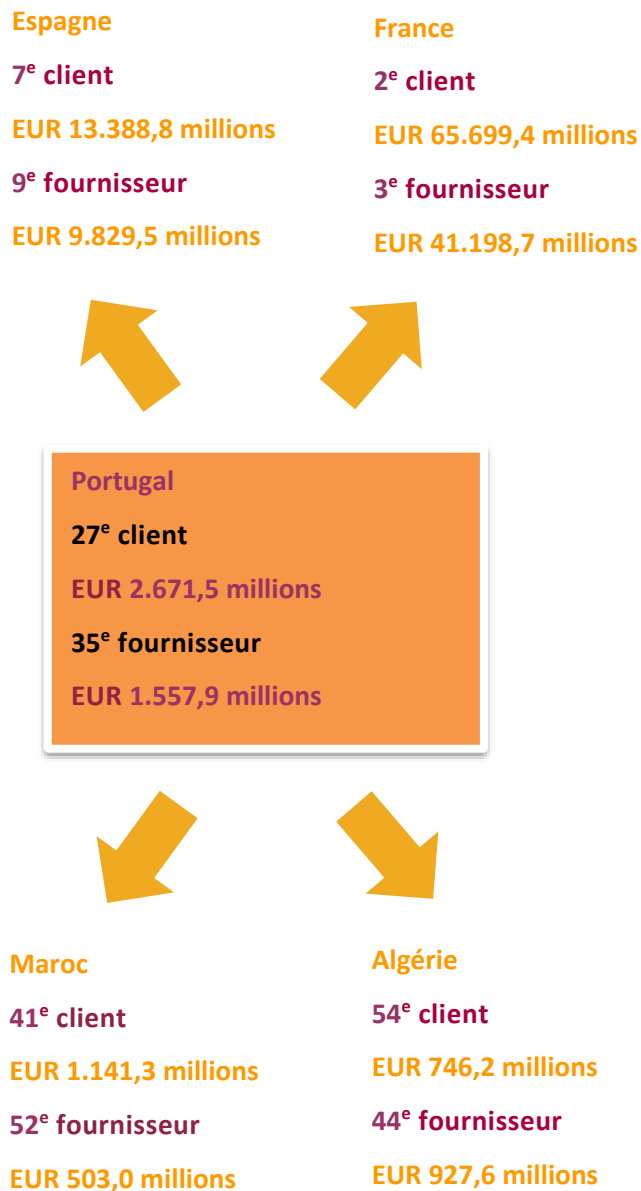 Espagne
7e client
EUR 13.388,8 millions
9e fournisseur
EUR 9.829,5 millions
France
2e client
EUR 65.699,4 millions
3e fournisseur
EUR 41.198,7 millions
Portugal
27e client
EUR 2.671,5 millions
35e fournisseur
EUR 1.557,9 millions
Maroc
41e client
EUR 1.141,3 millions
52e fournisseur
EUR 503,0 millions
Algérie
54e client
EUR 746,2 millions
44e fournisseur
EUR 927,6 millions